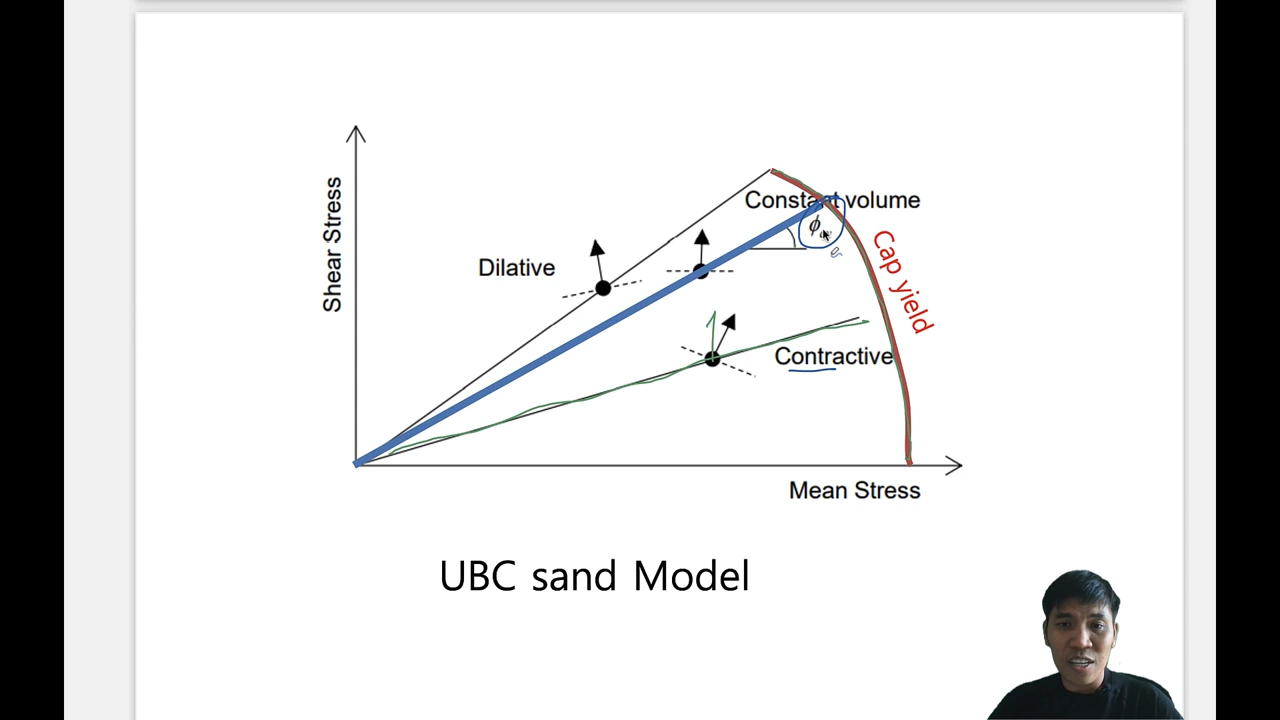 Shear Stress
Constant volume
ϕ
Dilative
Cap yield
Contractive
Mean Stress
UBC sand Model